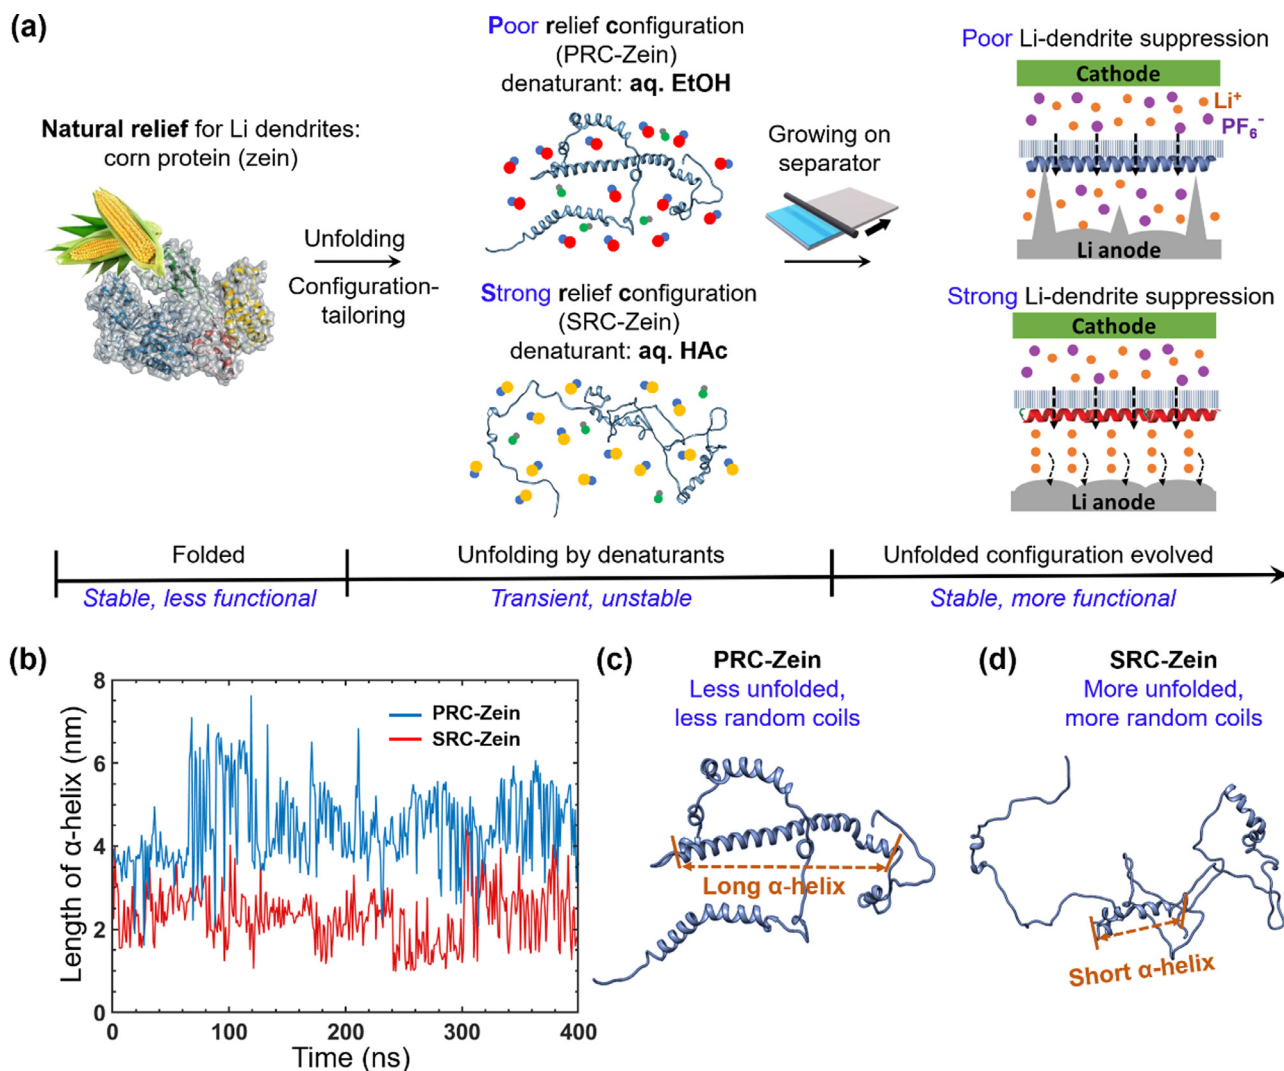 (a)
Natural relief for Li dendrites:
corn protein (zein)
Unfolding
Configuration-
tailoring
Poor relief configuration
(PRC-Zein)
denaturant: aq. EtOH
Strong relief configuration
(SRC-Zein)
denaturant: aq. HAc
Growing on
separator
Poor Li-dendrite suppression
Cathode
Li⁺
PF₆⁻
Li anode
Strong Li-dendrite suppression
Cathode
Li anode
Folded
Unfolding by denaturants
Unfolded configuration evolved
Stable, less functional
Transient, unstable
Stable, more functional
(b)
Length of α-helix (nm)
8
6
4
2
0
PRC-Zein
SRC-Zein
0
100
200
300
400
Time (ns)
(c)
PRC-Zein
Less unfolded,
less random coils
Long α-helix
(d)
SRC-Zein
More unfolded,
more random coils
Short α-helix